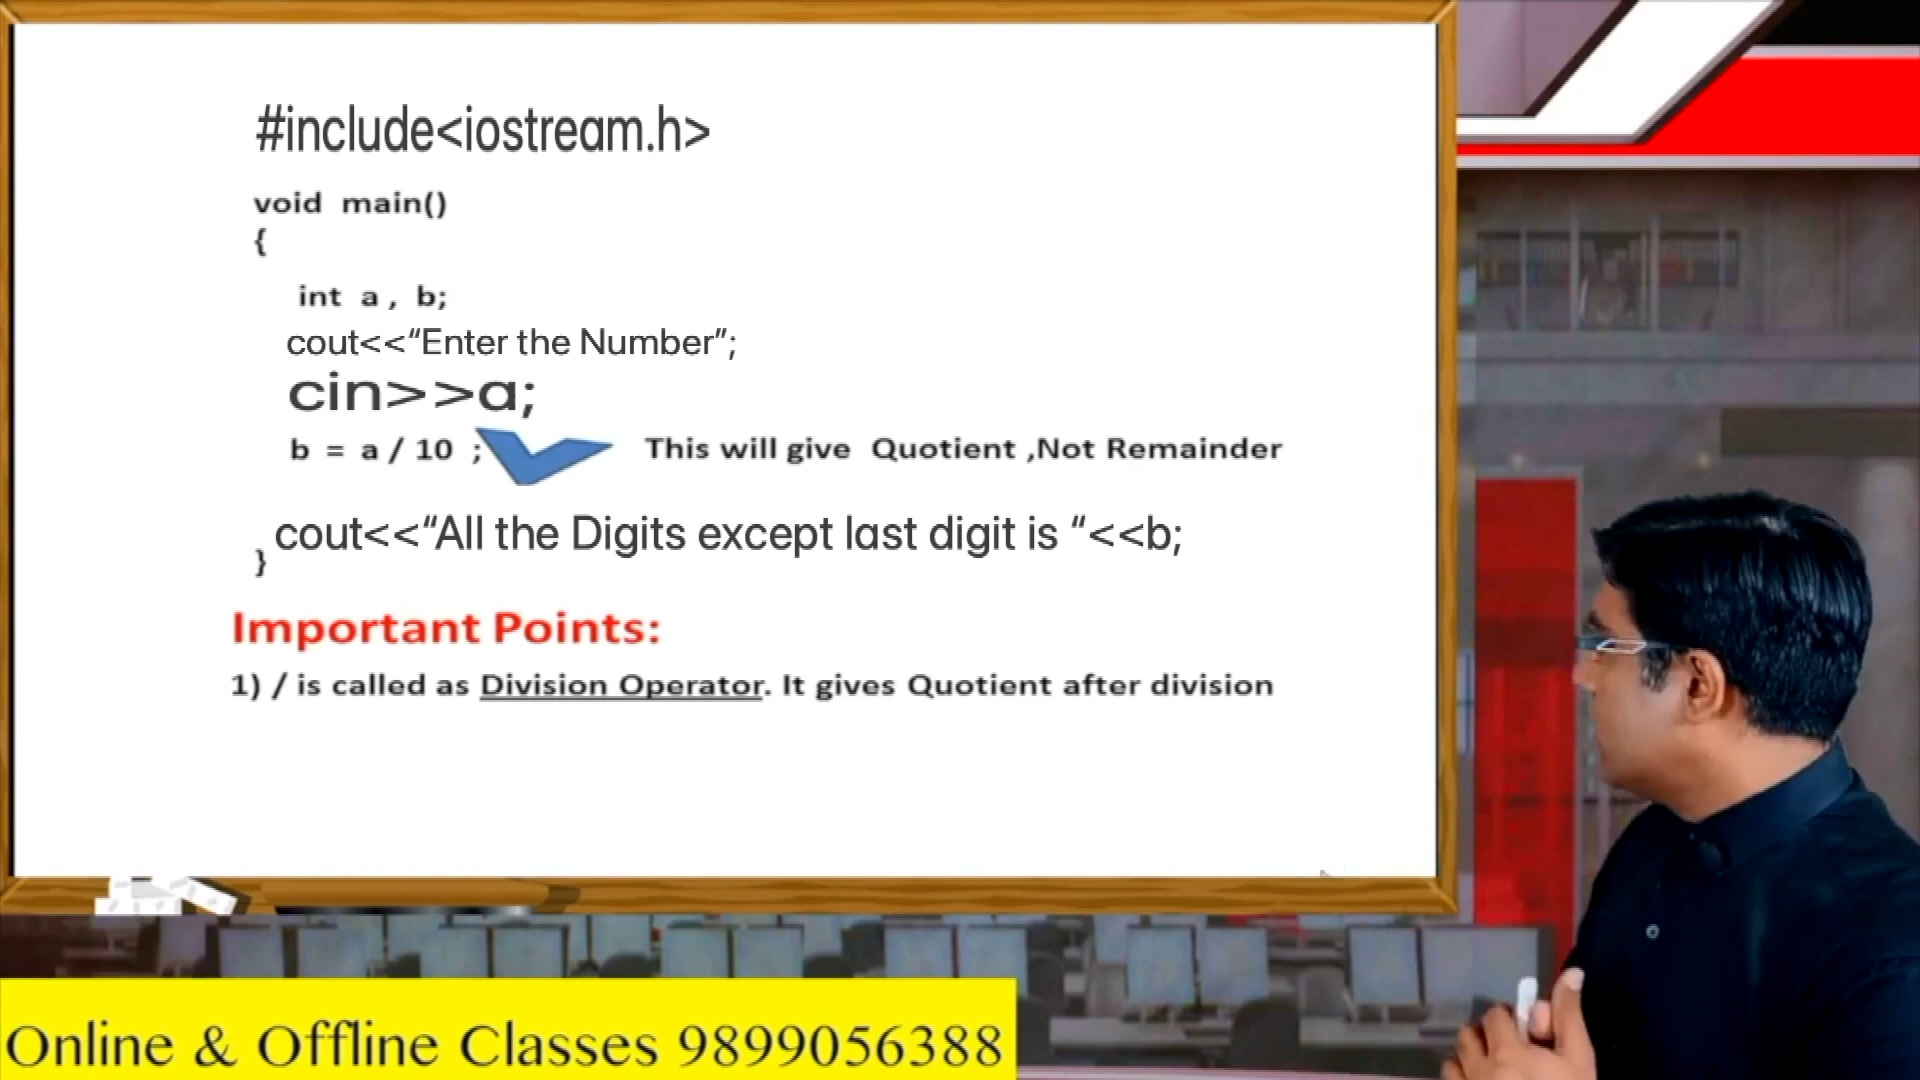 #include<iostream.h>
void main()
{
int a , b;
cout<<“Enter the Number”;
cin>>a;
b = a / 10 ; This will give Quotient ,Not Remainder
cout<<“All the Digits except last digit is “<<b;
}
Important Points:
1) / is called as Division Operator. It gives Quotient after division
Online & Offline Classes 9899056388